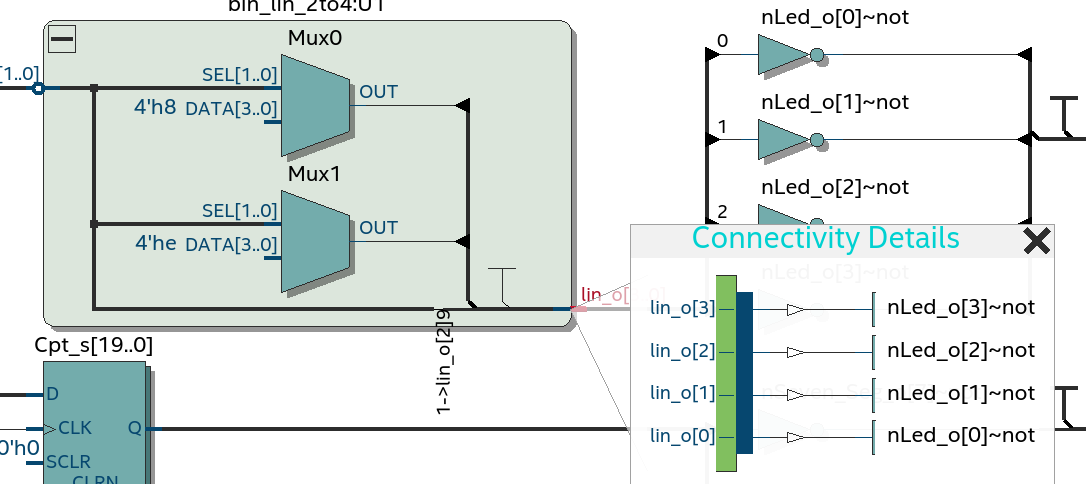 bin_lin_2to4:U1
Mux0
[1..0]
SEL[1..0]
OUT
4'h8 DATA[3..0]
Mux1
SEL[1..0]
OUT
4'he DATA[3..0]
lin_o[
1->lin_o[2]9
Cpt_s[19..0]
D
CLK
Q
0'h0
SCLR
CLRN
nLed_o[0]~not
0
nLed_o[1]~not
1
nLed_o[2]~not
2
Connectivity Details
nLed_o[3]~not
lin_o[3] nLed_o[3]~not
lin_o[2] nLed_o[2]~not
lin_o[1] nLed_o[1]~not
lin_o[0] nLed_o[0]~not